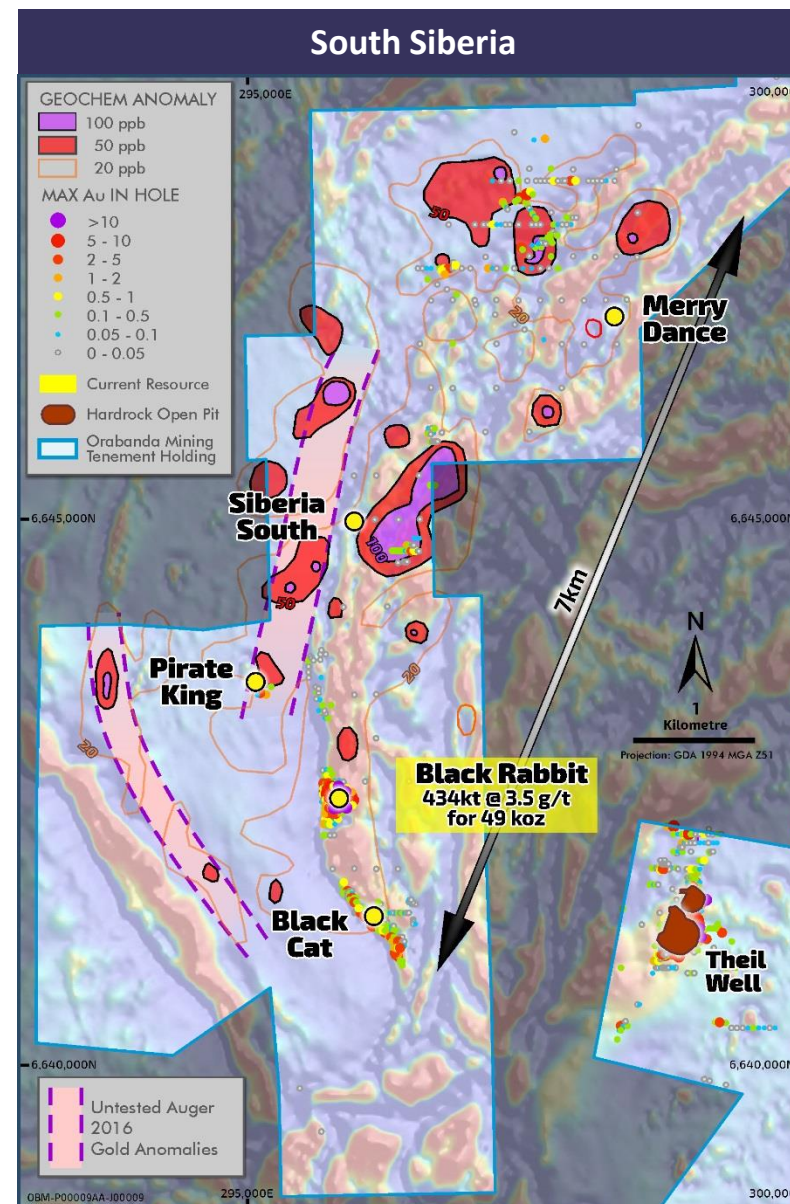 South Siberia
295,000E
300,00
GEOCHEM ANOMALY
100 ppb
50 ppb
20 ppb
MAX Au IN HOLE
>10
5 - 10
2 - 5
1 - 2
0.5 - 1
0.1 - 0.5
0.05 - 0.1
0 - 0.05
Current Resource
Hardrock Open Pit
Orabanda Mining
Tenement Holding
50
20
Merry
Dance
Siberia
South
6,645,000N
6,645,000N
100
50
7km
N
1
Kilometre
Projection: GDA 1994 MGA Z51
Pirate
King
20
20
Black Rabbit
434kt @ 3.5 g/t
for 49 koz
Black
Cat
Theil
Well
6,640,000N
6,640,000N
Untested Auger
2016
Gold Anomalies
OBM-P00009AA-J00009
295,000E
300,00